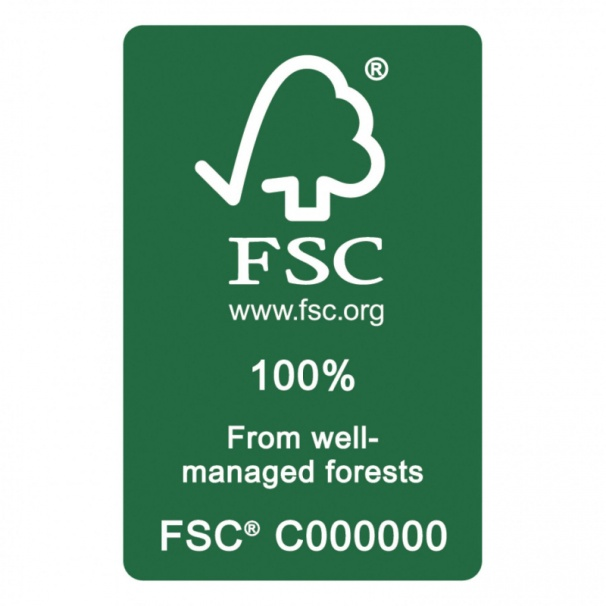 ®
FSC
www.fsc.org
100%
From well-
managed forests
FSC® C000000